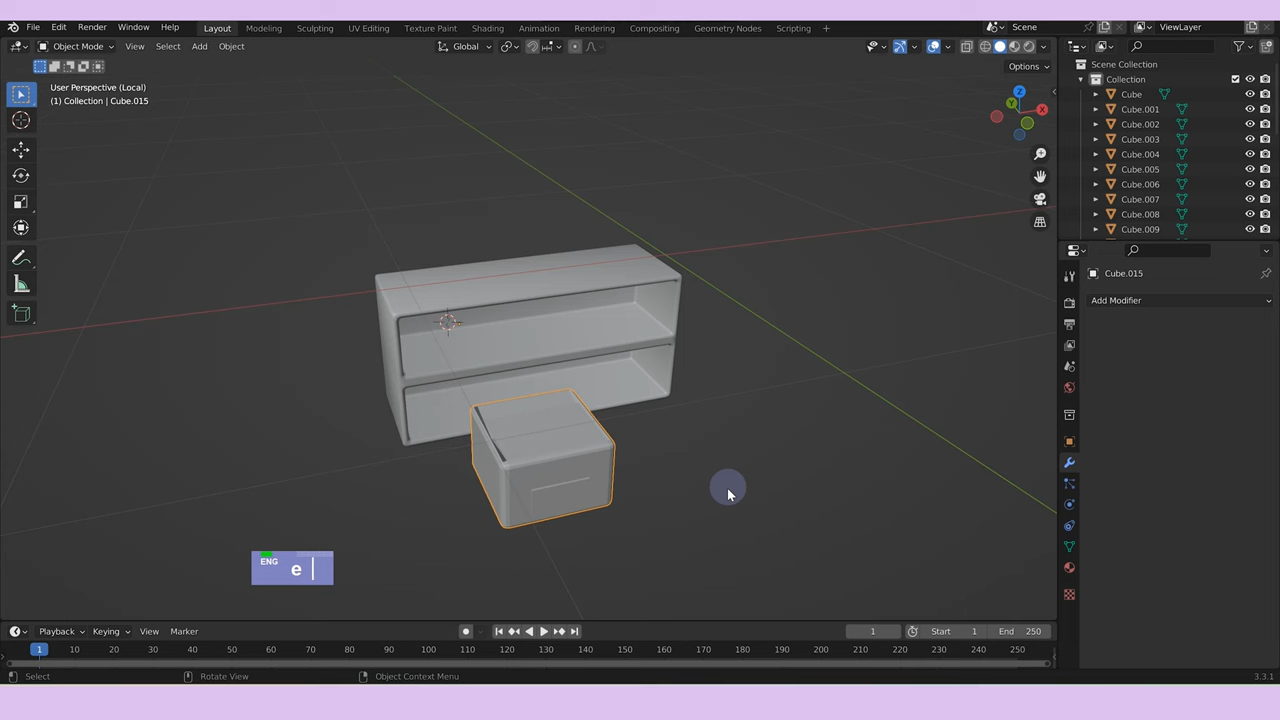 File Edit Render Window Help Layout Modeling Sculpting UV Editing Texture Paint Shading Animation Rendering Compositing Geometry Nodes Scripting + Scene ViewLayer
Object Mode View Select Add Object Global
Options
User Perspective (Local)
(1) Collection | Cube.015
X
Y
Z
Scene Collection
Collection
Cube
Cube.001
Cube.002
Cube.003
Cube.004
Cube.005
Cube.006
Cube.007
Cube.008
Cube.009
Cube.015
Add Modifier
ENG e |
Playback Keying View Marker 1 Start 1 End 250
1 10 20 30 40 50 60 70 80 90 100 110 120 130 140 150 160 170 180 190 200 210 220 230 240 250
Select Rotate View Object Context Menu 3.3.1